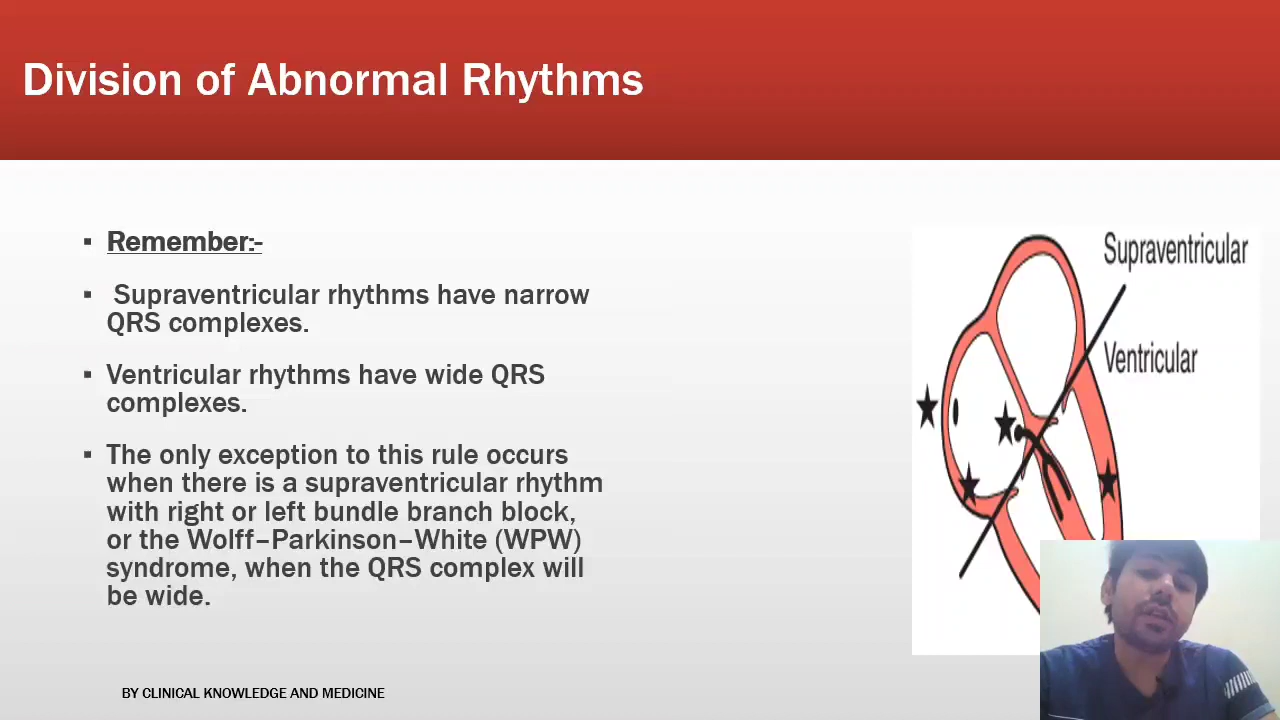 Division of Abnormal Rhythms
▪ Remember:-
▪ Supraventricular rhythms have narrow
QRS complexes.
▪ Ventricular rhythms have wide QRS
complexes.
▪ The only exception to this rule occurs
when there is a supraventricular rhythm
with right or left bundle branch block,
or the Wolff–Parkinson–White (WPW)
syndrome, when the QRS complex will
be wide.
Supraventricular
Ventricular
BY CLINICAL KNOWLEDGE AND MEDICINE